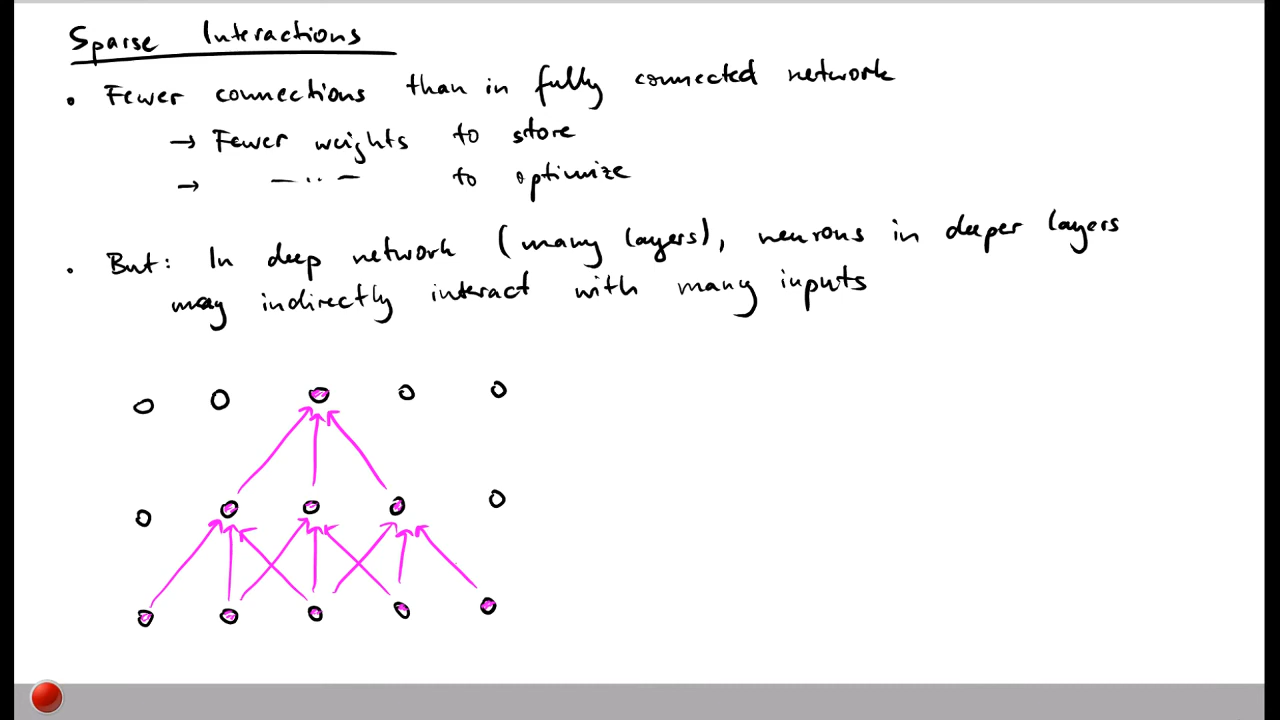 Sparse Interactions
• Fewer connections than in fully connected network
→ Fewer weights to store
→ — .. — to optimize
• But: In deep network (many layers), neurons in deeper layers
may indirectly interact with many inputs